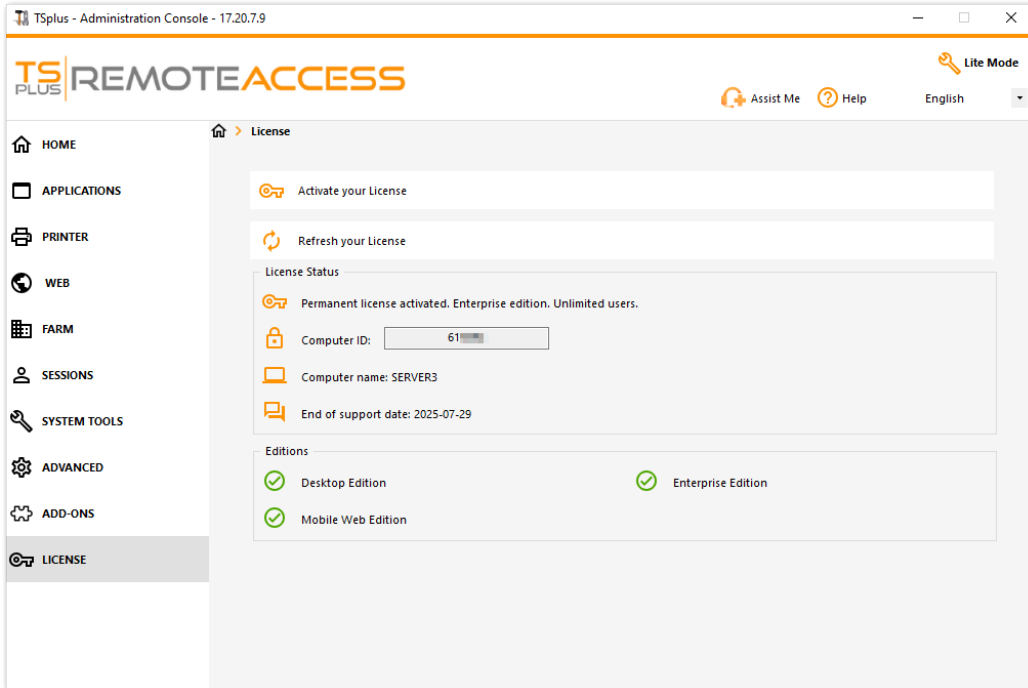 TSplus - Administration Console - 17.20.7.9
TS PLUS REMOTEACCESS
Lite Mode
Assist Me
Help
English
HOME
APPLICATIONS
PRINTER
WEB
FARM
SESSIONS
SYSTEM TOOLS
ADVANCED
ADD-ONS
LICENSE
License
Activate your License
Refresh your License
License Status
Permanent license activated. Enterprise edition. Unlimited users.
Computer ID: 61
Computer name: SERVER3
End of support date: 2025-07-29
Editions
Desktop Edition
Enterprise Edition
Mobile Web Edition